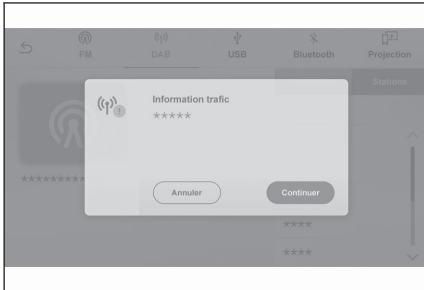 FM
DAB
USB
Bluetooth
Projection
Stations
Information trafic
*****
**********
Annuler
Continuer
****
****